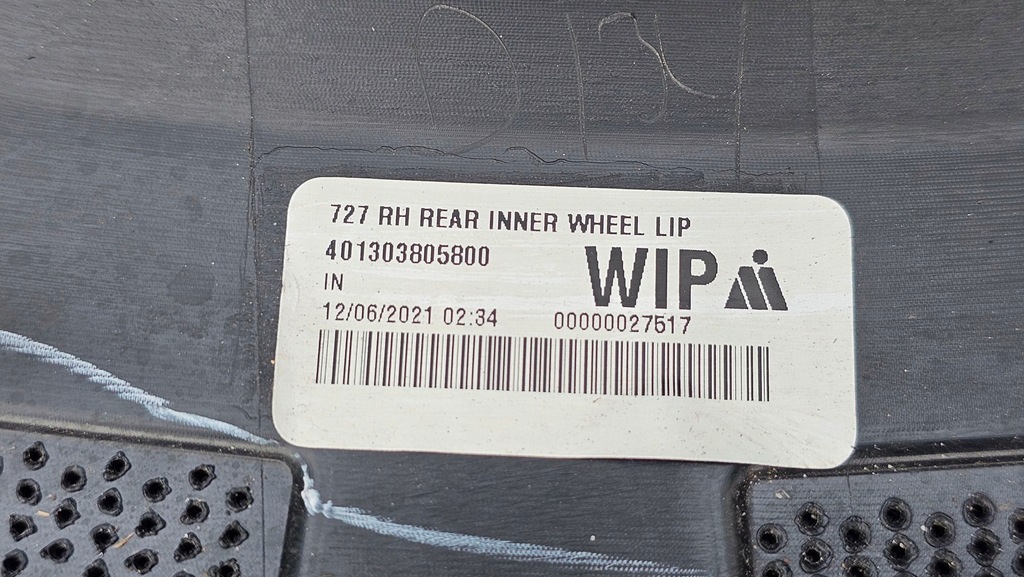 727 RH REAR INNER WHEEL LIP
401303805800
WIP
IN
12/06/2021 02:34 00000027517